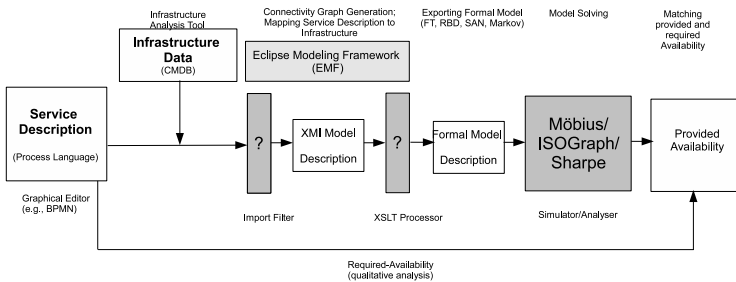 Infrastructure
Analysis Tool
Connectivity Graph Generation;
Mapping Service Description to
Infrastructure
Exporting Formal Model
(FT, RBD, SAN, Markov)
Model Solving
Matching
provided and
required
Availability
Infrastructure
Data
(CMDB)
Eclipse Modeling Framework
(EMF)
Service
Description
(Process Language)
?
XMI Model
Description
?
Formal Model
Description
Möbius/
ISOGraph/
Sharpe
Provided
Availability
Graphical Editor
(e.g., BPMN)
Import Filter
XSLT Processor
Simulator/Analyser
Required-Availability
(qualitative analysis)